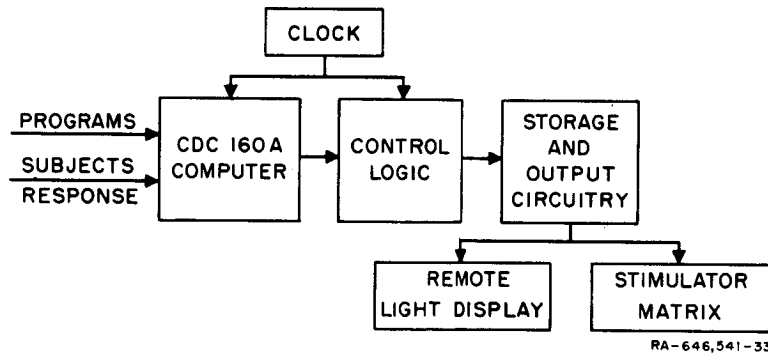 CLOCK
PROGRAMS
SUBJECTS
RESPONSE
CDC 160A
COMPUTER
CONTROL
LOGIC
STORAGE
AND
OUTPUT
CIRCUITRY
REMOTE
LIGHT DISPLAY
STIMULATOR
MATRIX
RA-646,541-33